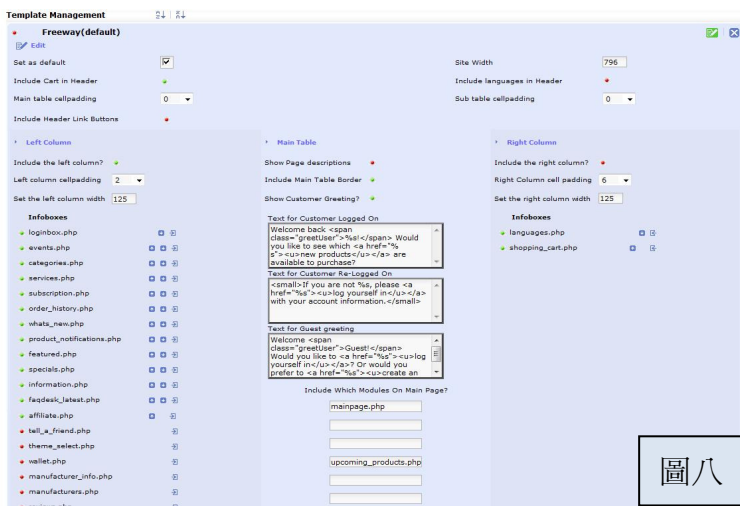 Template Management
Freeway(default)
Edit
Set as default
Site Width 796
Include Cart in Header
Include languages in Header
Main table cellpadding 0
Sub table cellpadding 0
Include Header Link Buttons
Left Column
Include the left column?
Left column cellpadding 2
Set the left column width 125
Infoboxes
loginbox.php
events.php
categories.php
services.php
subscription.php
order_history.php
whats_new.php
product_notifications.php
featured.php
specials.php
information.php
faqdesk_latest.php
affiliate.php
tell_a_friend.php
theme_select.php
wallet.php
manufacturer_info.php
manufacturers.php
Main Table
Show Page descriptions
Include Main Table Border
Show Customer Greeting?
Text for Customer Logged On
Welcome back <span
class="greetUser">%s!</span> Would
you like to see which <a href="%
s"><u>new products</u></a> are
available to purchase?
Text for Customer Re-Logged On
<small>If you are not %s, please <a
href="%s"><u>log yourself in</u></a>
with your account information.</small>
Text for Guest greeting
Welcome <span
class="greetUser">Guest!</span>
Would you like to <a href="%s"><u>log
yourself in</u></a>? Or would you
prefer to <a href="%s"><u>create an
Include Which Modules On Main Page?
mainpage.php
upcoming_products.php
Right Column
Include the right column?
Right Column cell padding 6
Set the right column width 125
Infoboxes
languages.php
shopping_cart.php
圖八